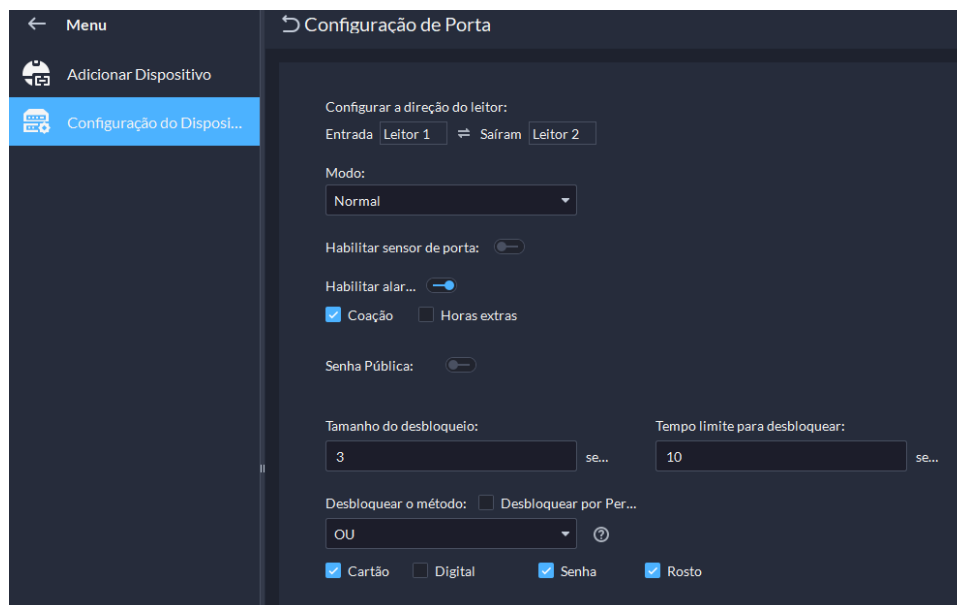 Menu
Adicionar Dispositivo
Configuração do Disposi...
Configuração de Porta
Configurar a direção do leitor:
Entrada Leitor 1 ⇌ Saíram Leitor 2
Modo:
Normal
Habilitar sensor de porta:
Habilitar alar...
Coação Horas extras
Senha Pública:
Tamanho do desbloqueio: Tempo limite para desbloquear:
3 se... 10 se...
Desbloquear o método: Desbloquear por Per...
OU
Cartão Digital Senha Rosto